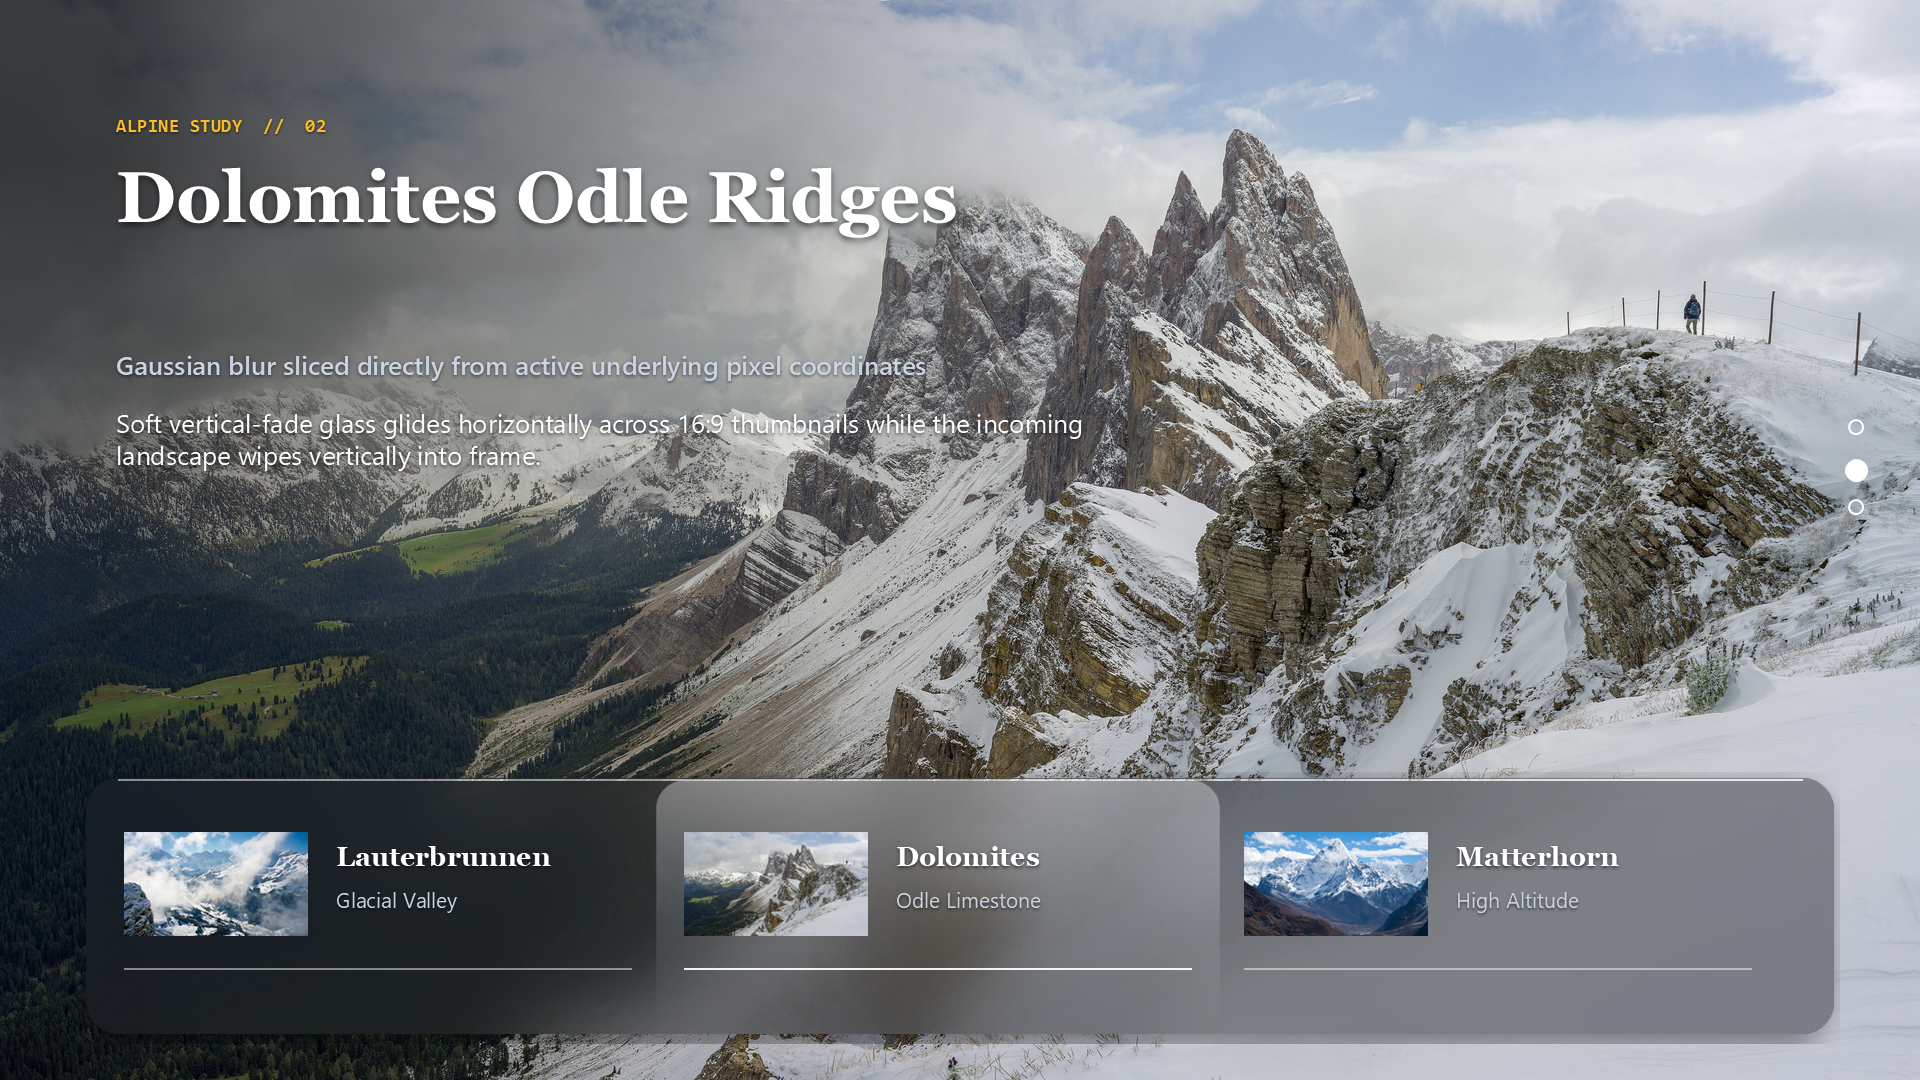 ALPINE STUDY // 02
Dolomites Odle Ridges
Gaussian blur sliced directly from active underlying pixel coordinates
Soft vertical-fade glass glides horizontally across 16:9 thumbnails while the incoming
landscape wipes vertically into frame.
Lauterbrunnen
Glacial Valley
Dolomites
Odle Limestone
Matterhorn
High Altitude